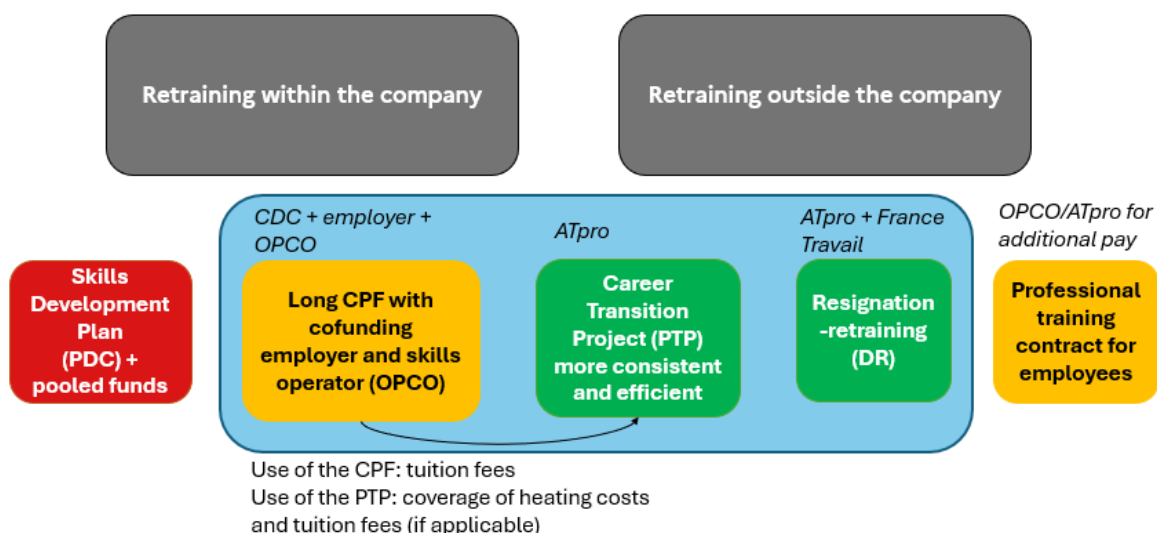 Retraining within the company
Retraining outside the company
CDC + employer +
OPCO
ATpro
ATpro + France
Travail
OPCO/ATpro for
additional pay
Skills
Development
Plan
(PDC) +
pooled funds
Long CPF with
cofunding
employer and skills
operator (OPCO)
Career
Transition
Project (PTP)
more consistent
and efficient
Resignation
-retraining
(DR)
Professional
training
contract for
employees
Use of the CPF: tuition fees
Use of the PTP: coverage of heating costs
and tuition fees (if applicable)